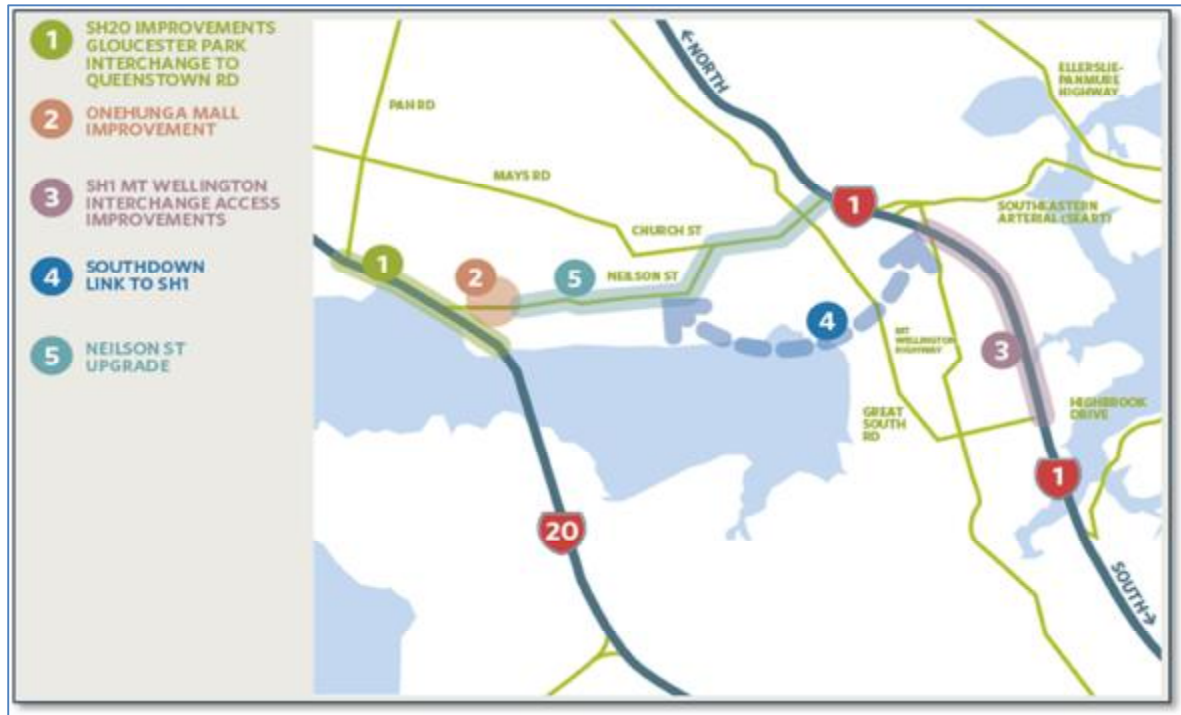 1
SH20 IMPROVEMENTS
GLOUCESTER PARK
INTERCHANGE TO
QUEENSTOWN RD
2
ONEHUNGA MALL
IMPROVEMENT
3
SH1 MT WELLINGTON
INTERCHANGE ACCESS
IMPROVEMENTS
4
SOUTHDOWN
LINK TO SH1
5
NEILSON ST
UPGRADE
←NORTH
ELLERSLIE-
PANMURE
HIGHWAY
PAH RD
MAYS RD
1
SOUTHEASTERN
ARTERIAL (SEART)
CHURCH ST
1
2
5
NEILSON ST
4
MT
WELLINGTON
HIGHWAY
3
GREAT
SOUTH
RD
HIGHBROOK
DRIVE
1
20
SOUTH→